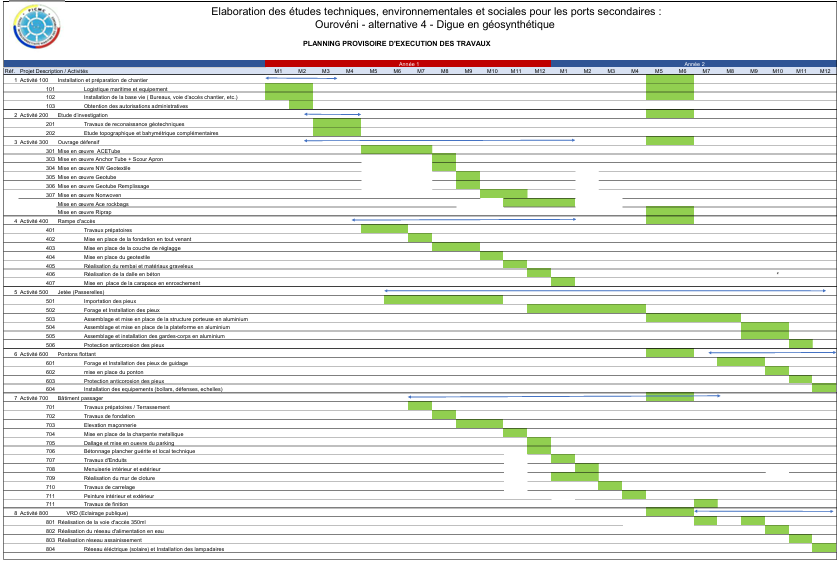 Elaboration des études techniques, environnementales et sociales pour les ports secondaires :
Ourovéni - alternative 4 - Digue en géosynthétique
PLANNING PROVISOIRE D'EXECUTION DES TRAVAUX
Année 1 Année 2
Réf. Projet Description / Activités M1 M2 M3 M4 M5 M6 M7 M8 M9 M10 M11 M12 M1 M2 M3 M4 M5 M6 M7 M8 M9 M10 M11 M12
1 Activité 100 Installation et préparation de chantier
101 Logistique maritime et equipement
102 Installation de la base vie ( Bureaux, voie d'accès chantier, etc.)
103 Obtention des autorisations administratives
2 Activité 200 Etude d'investigation
201 Travaux de reconaissance géotechniques
202 Etude topographique et bahymétrique complémentaires
3 Activité 300 Ouvrage défensif
301 Mise en œuvre ACETube
303 Mise en œuvre Anchor Tube + Scour Apron
304 Mise en œuvre NW Geotextile
305 Mise en œuvre Geotube
306 Mise en œuvre Geotube Remplissage
307 Mise en œuvre Nonwoven
Mise en œuvre Ace rockbags
Mise en œuvre Riprap
4 Activité 400 Rampe d'accès
401 Travaux prépatoires
402 Mise en place de la fondation en tout venant
403 Mise en place de la couche de réglagge
404 Mise en place du geotextile
405 Réalisation du remblai et matériaux graveleux
406 Réalisation de la dalle en béton
407 Mise en place de la carapace en enrochement
5 Activité 500 Jetée (Passerelles)
501 Importation des pieux
502 Forage et Installation des pieux
503 Assemblage et mise en place de la structure porteuse en aluminium
504 Assemblage et mise en place de la plateforme en aluminium
505 Assemblage et installation des gardes-corps en aluminium
506 Protection anticorosion des pieux
6 Activité 600 Pontons flottant
601 Forage et Installation des pieux de guidage
602 mise en place du ponton
603 Protection anticorosion des pieux
604 Installation des equipements (bollars, défenses, echelles)
7 Activité 700 Bâtiment passager
701 Travaux prépatoires / Terrassement
702 Travaux de fondation
703 Elevation maçonnerie
704 Mise en place de la charpente metallique
705 Dallage et mise en ouevre du parking
706 Bétonnage plancher guérite et local technique
707 Travaux d'Enduits
708 Menuiserie intérieur et extérieur
709 Réalisation du mur de cloture
710 Travaux de carrelage
711 Peinture intérieur et extérieur
711 Travaux de finition
8 Activité 800 VRD (Eclairage publique)
801 Réalisation de la voie d'accés 350ml
802 Réalisation du réseau d'alimentation en eau
803 Réalisation réseau assainissement
804 Réseau éléctrique (solaire) et Installation des lampadaires